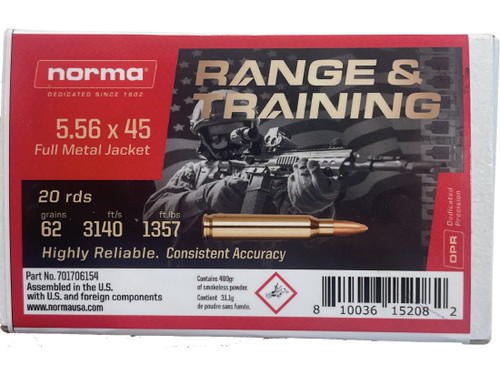 norma
DEDICATED SINCE 1902
RANGE &
TRAINING
5.56 x 45
Full Metal Jacket
20 rds
grains ft/s ft.lbs
62 3140 1357
Highly Reliable. Consistent Accuracy
Dedicated
Precision
DPR
Part No. 701706154
Assembled in the U.S.
with U.S. and foreign components
www.normausa.com
Contains 480gr
of smokeless powder.
Contient 31.1g
de poudre sans fumée.
8 10036 15208 2